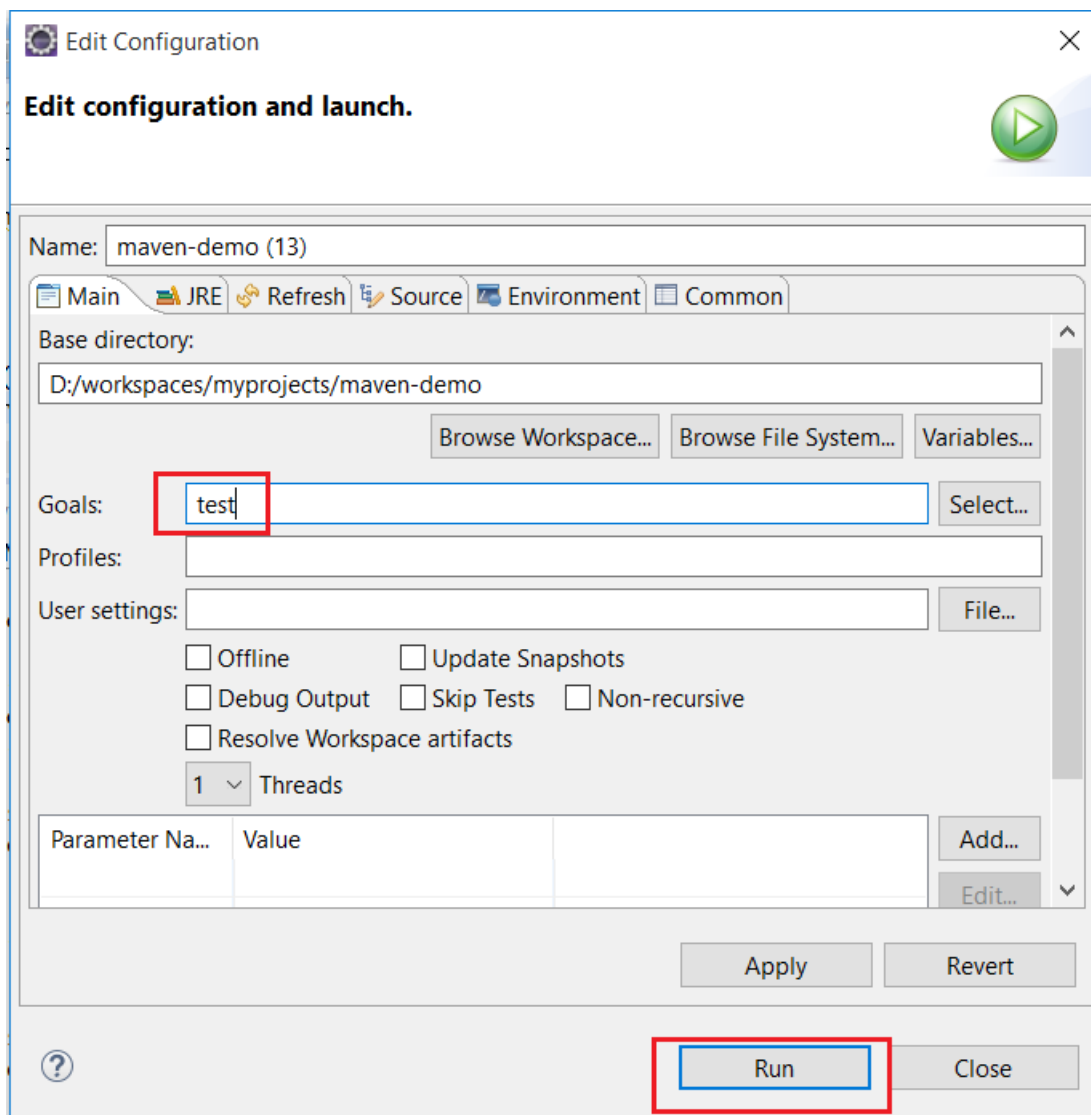 Edit Configuration
Edit configuration and launch.
Name: maven-demo (13)
Main JRE Refresh Source Environment Common
Base directory:
D:/workspaces/myprojects/maven-demo
Browse Workspace... Browse File System... Variables...
Goals: test Select...
Profiles:
User settings: File...
Offline Update Snapshots
Debug Output Skip Tests Non-recursive
Resolve Workspace artifacts
1 Threads
Parameter Na... Value Add...
Edit...
Apply Revert
Run Close